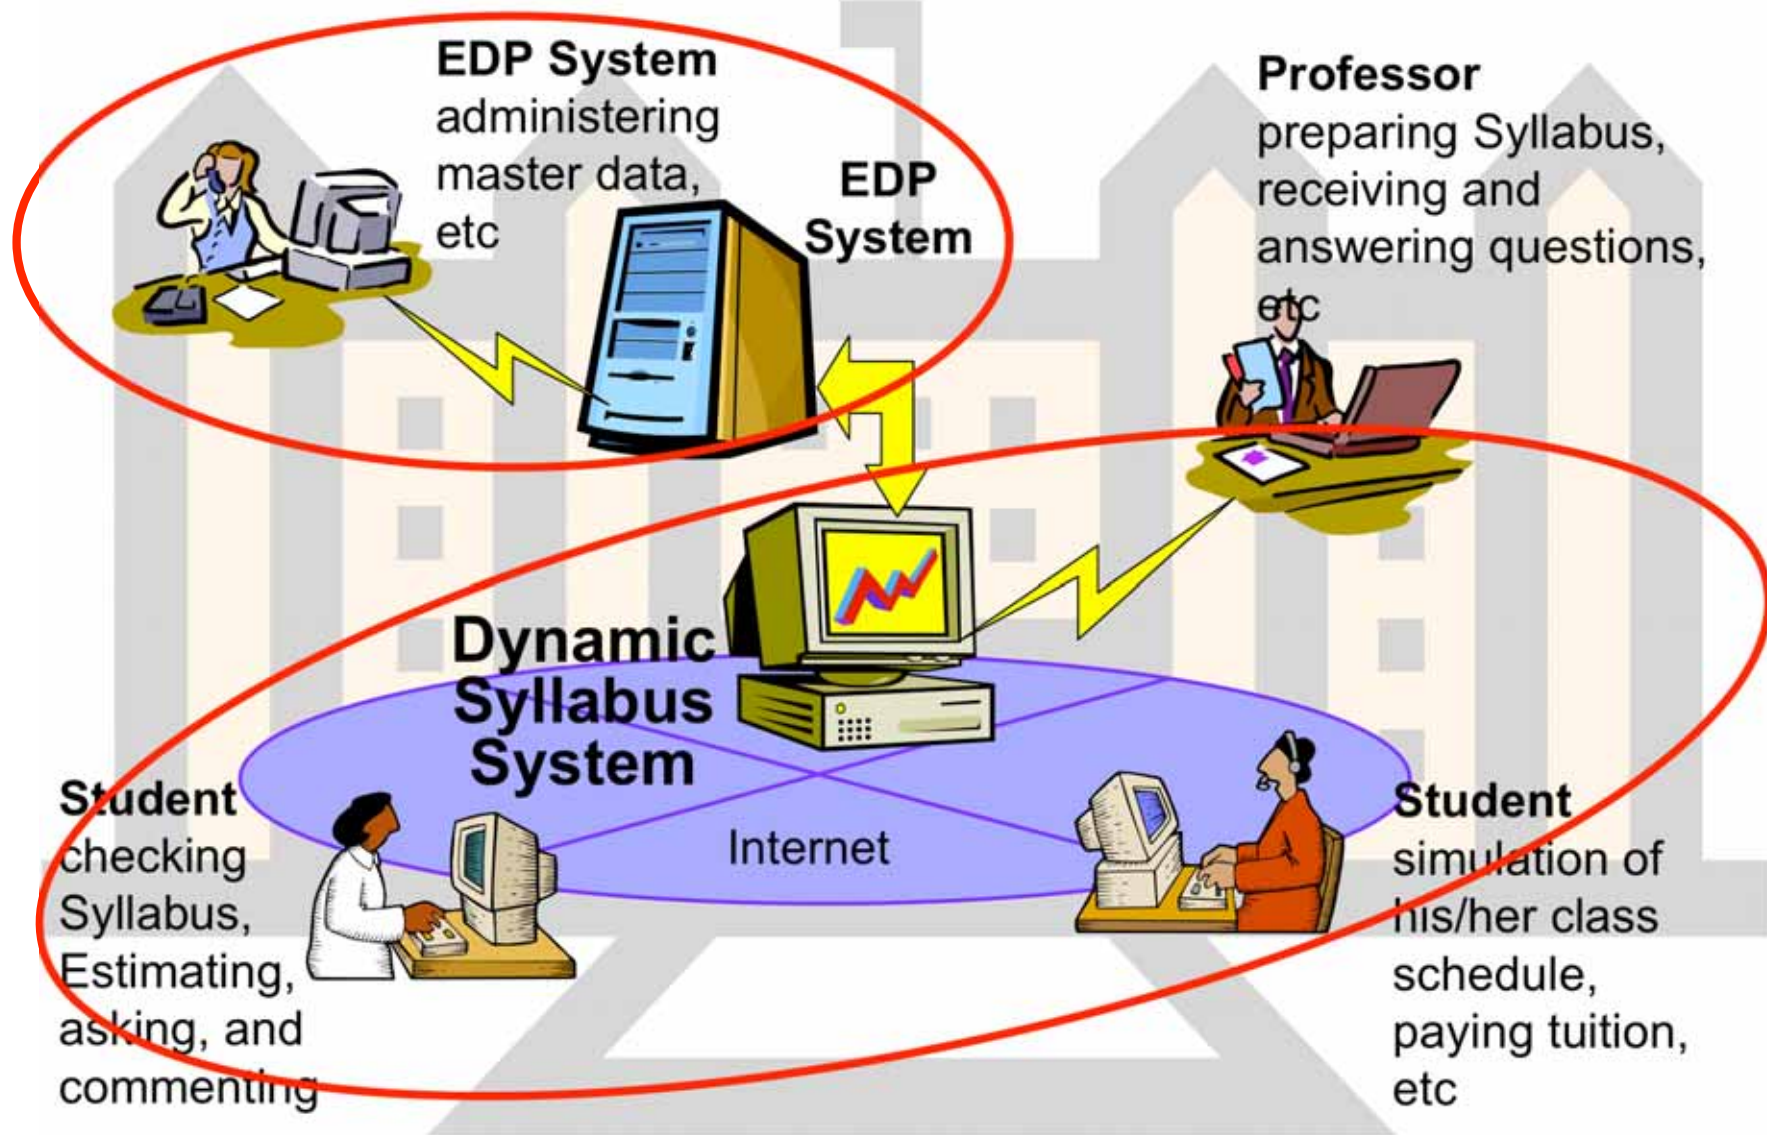 EDP System
administering
master data,
etc
EDP
System
Professor
preparing Syllabus,
receiving and
answering questions,
etc
Dynamic
Syllabus
System
Internet
Student
checking
Syllabus,
Estimating,
asking, and
commenting
Student
simulation of
his/her class
schedule,
paying tuition,
etc